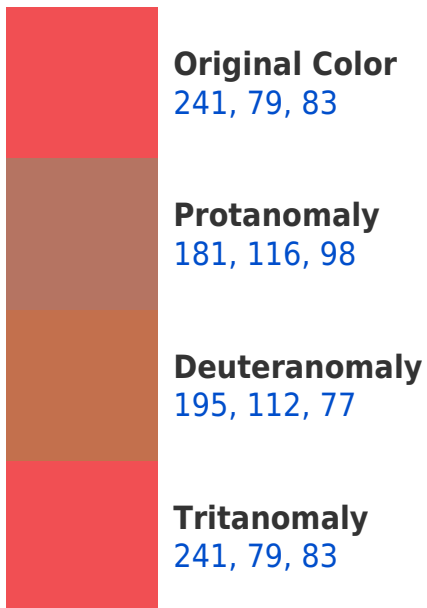 Original Color
241, 79, 83
Protanomaly
181, 116, 98
Deuteranomaly
195, 112, 77
Tritanomaly
241, 79, 83